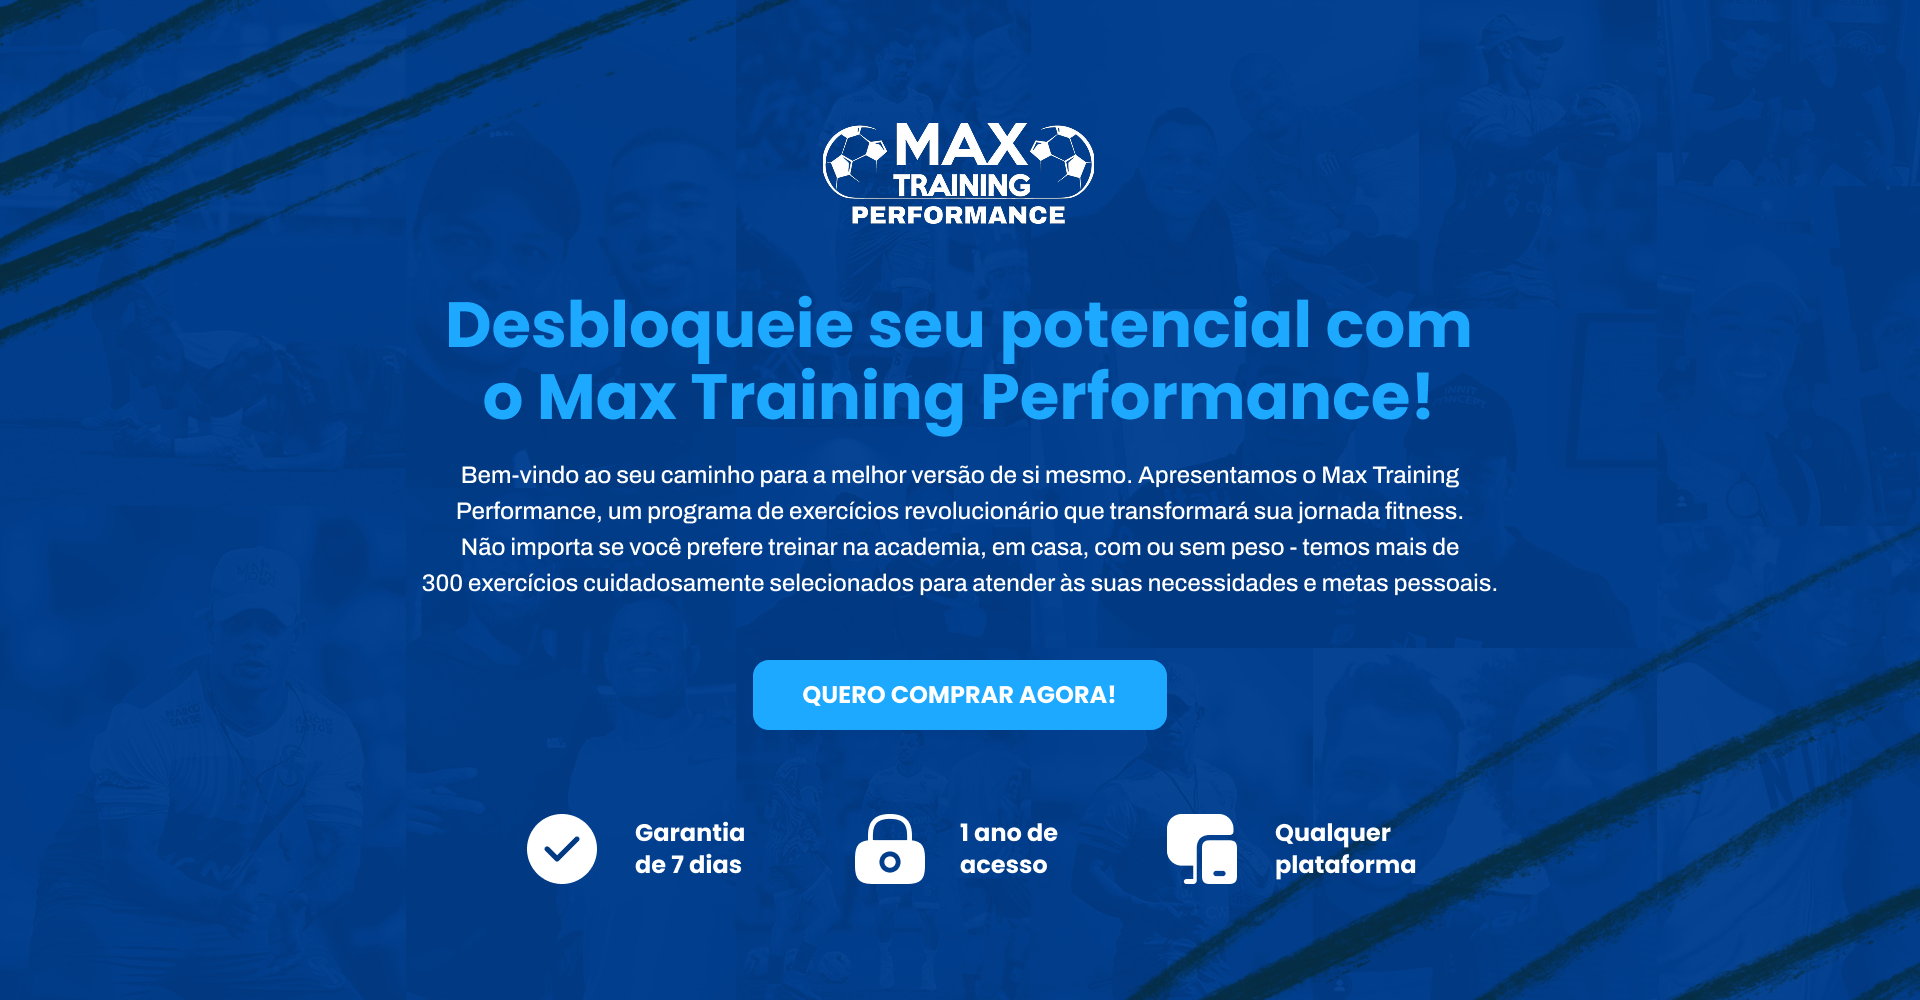 MAX
TRAINING
PERFORMANCE
Desbloqueie seu potencial com
o Max Training Performance!
Bem-vindo ao seu caminho para a melhor versão de si mesmo. Apresentamos o Max Training
Performance, um programa de exercícios revolucionário que transformará sua jornada fitness.
Não importa se você prefere treinar na academia, em casa, com ou sem peso - temos mais de
300 exercícios cuidadosamente selecionados para atender às suas necessidades e metas pessoais.
QUERO COMPRAR AGORA!
Garantia
de 7 dias
1 ano de
acesso
Qualquer
plataforma